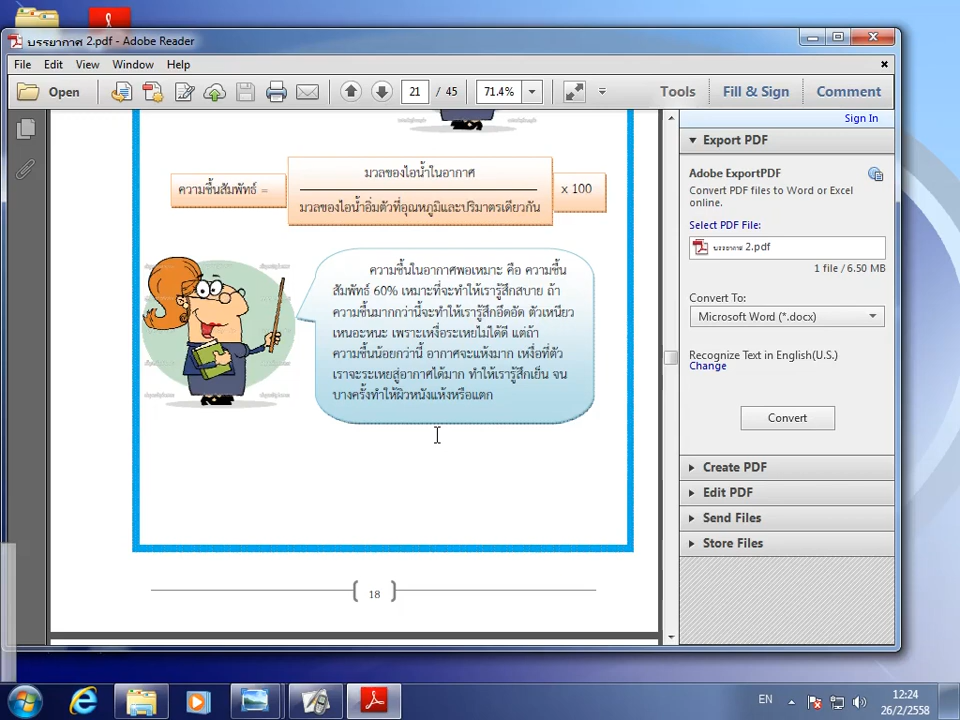 บรรยากาศ 2.pdf - Adobe Reader
File Edit View Window Help
Open 21 / 45 71.4% Tools Fill & Sign Comment
Sign In
Export PDF
Adobe ExportPDF
Convert PDF files to Word or Excel
online.
Select PDF File:
บรรยากาศ 2.pdf
1 file / 6.50 MB
Convert To:
Microsoft Word (*.docx)
Recognize Text in English(U.S.)
Change
Convert
Create PDF
Edit PDF
Send Files
Store Files
มวลของไอน้ำในอากาศ
ความชื้นสัมพัทธ์ =
x 100
มวลของไอน้ำอิ่มตัวที่อุณหภูมิและปริมาตรเดียวกัน
ความชื้นในอากาศพอเหมาะ คือ ความชื้น
สัมพัทธ์ 60% เหมาะที่จะทำให้เรารู้สึกสบาย ถ้า
ความชื้นมากกว่านี้จะทำให้เรารู้สึกอึดอัด ตัวเหนียว
เหนอะหนะ เพราะเหงื่อระเหยไม่ได้ดี แต่ถ้า
ความชื้นน้อยกว่านี้ อากาศจะแห้งมาก เหงื่อที่ตัว
เราจะระเหยสู่อากาศได้มาก ทำให้เรารู้สึกเย็น จน
บางครั้งทำให้ผิวหนังแห้งหรือแตก
18
EN
12:24
26/2/2558